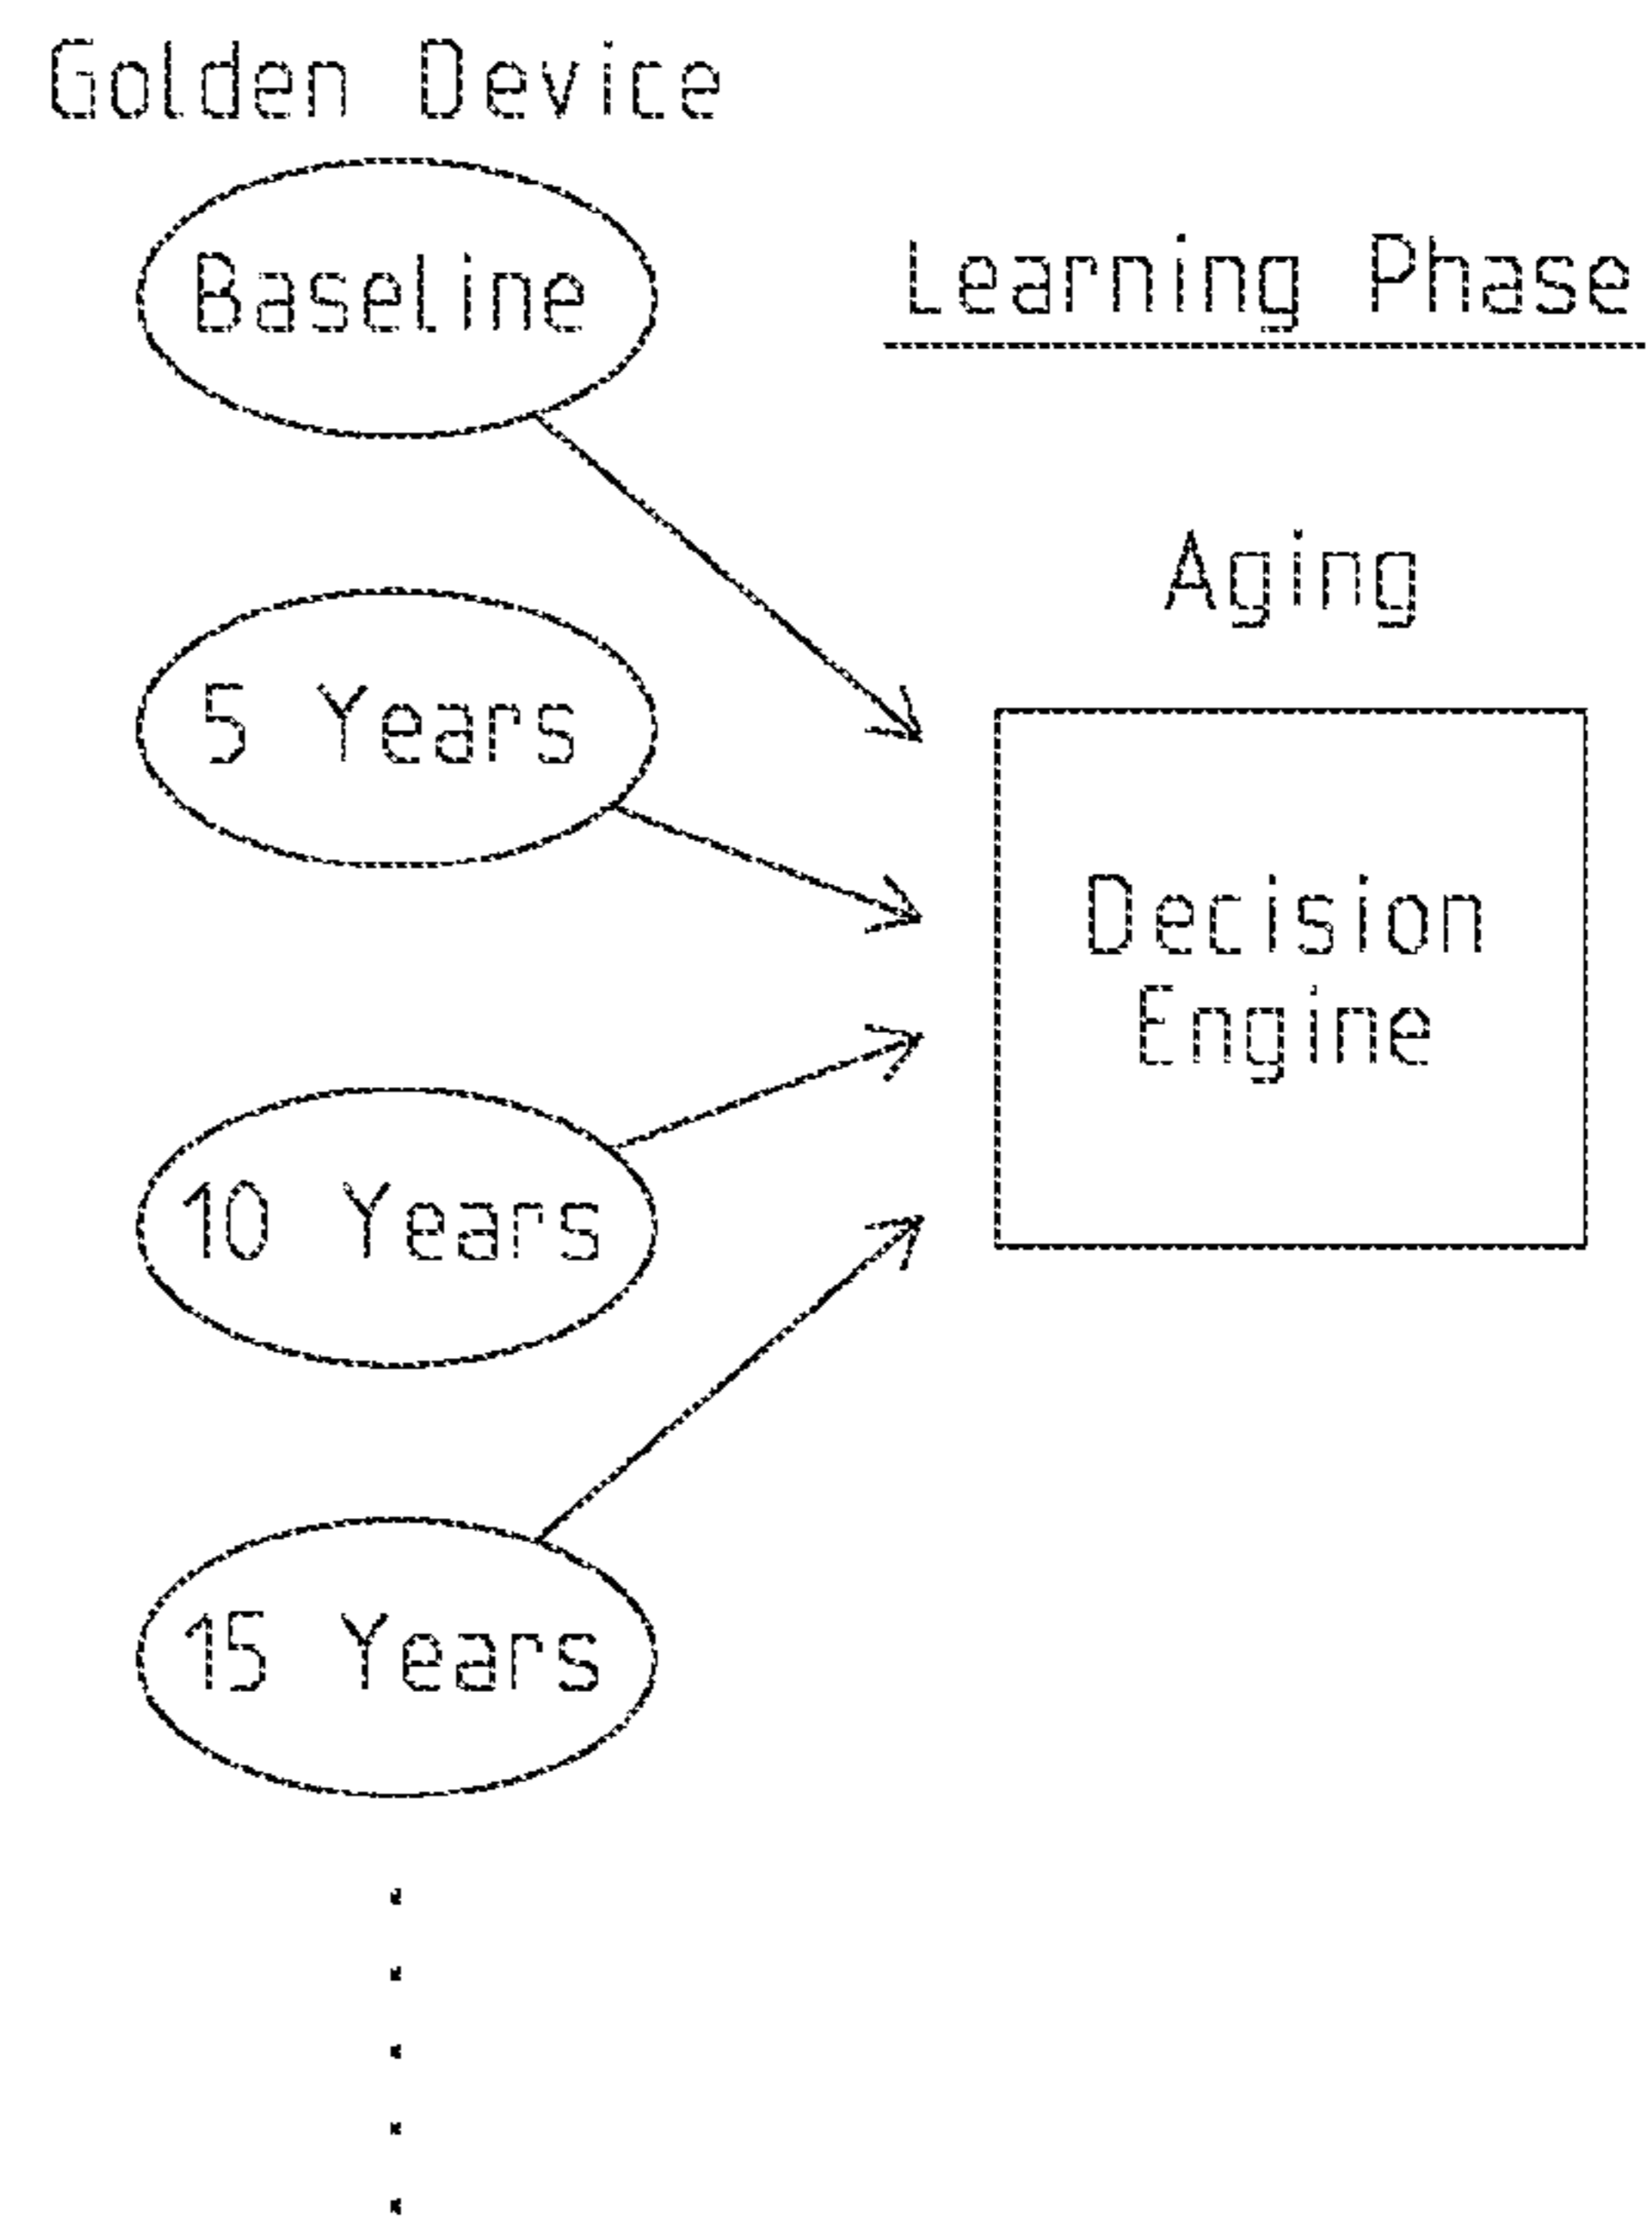 Golden Device
Baseline
Learning Phase
Aging
5 Years
Decision
Engine
10 Years
15 Years